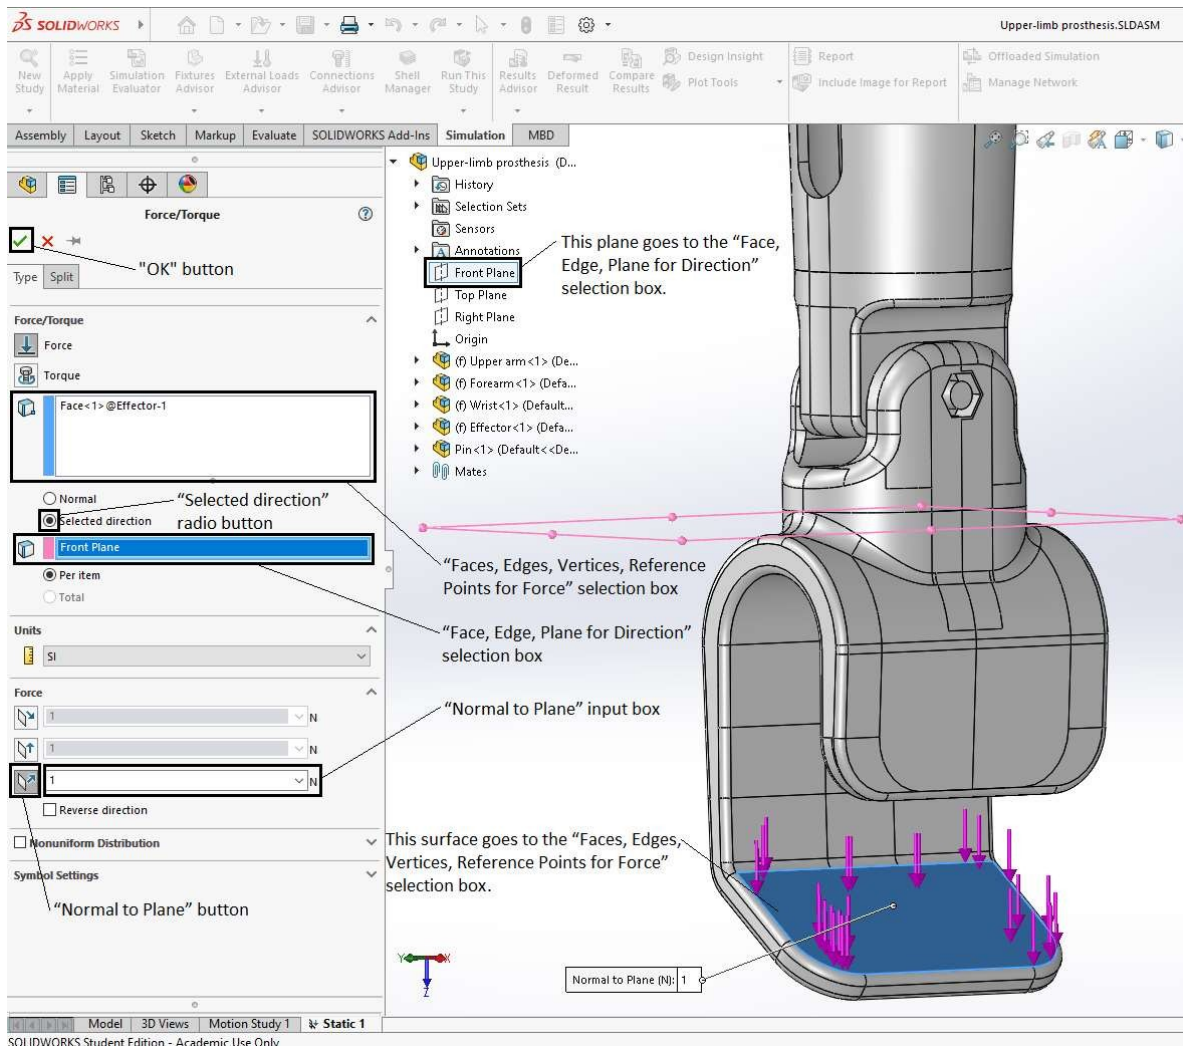 SOLIDWORKS
Upper-limb prosthesis.SLDASM
New Study
Apply Material
Simulation Evaluator
Fixtures Advisor
External Loads Advisor
Connections Advisor
Shell Manager
Run This Study
Results Advisor
Deformed Result
Compare Results
Design Insight
Plot Tools
Report
Include Image for Report
Offloaded Simulation
Manage Network
Assembly Layout Sketch Markup Evaluate SOLIDWORKS Add-Ins Simulation MBD
Force/Torque
"OK" button
Type Split
Force/Torque
Force
Torque
Face<1>@Effector-1
Normal
Selected direction
"Selected direction"
radio button
Front Plane
Per item
Total
Units
SI
Force
1 N
1 N
1 N
Reverse direction
Nonuniform Distribution
Symbol Settings
"Normal to Plane" button
Upper-limb prosthesis (D...
History
Selection Sets
Sensors
Annotations
Front Plane
Top Plane
Right Plane
Origin
(f) Upper arm<1> (De...
(f) Forearm<1> (Defa...
(f) Wrist<1> (Default...
(f) Effector<1> (Defa...
Pin<1> (Default<<De...
Mates
This plane goes to the “Face,
Edge, Plane for Direction”
selection box.
“Faces, Edges, Vertices, Reference
Points for Force” selection box
“Face, Edge, Plane for Direction”
selection box
“Normal to Plane” input box
This surface goes to the “Faces, Edges,
Vertices, Reference Points for Force”
selection box.
Y X
Z
Normal to Plane (N): 1
Model 3D Views Motion Study 1 Static 1
SOLIDWORKS Student Edition - Academic Use Only